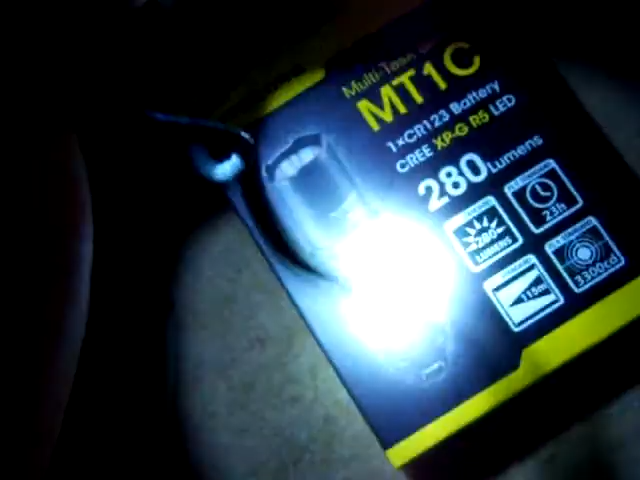 Multi-Task
MT1C
1×CR123 Battery
CREE XP-G R5 LED
280 Lumens
280
LUMENS
23h
115m
3300cd